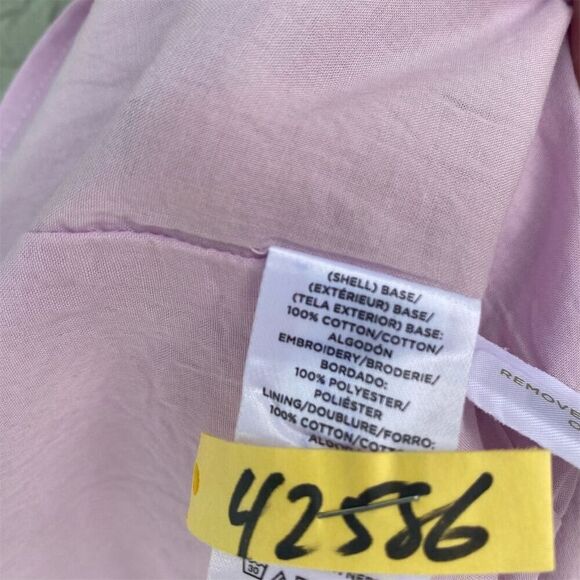 (SHELL) BASE/
(EXTÉRIEUR) BASE/
(TELA EXTERIOR) BASE:
100% COTTON/COTTON/
ALGODÓN
EMBROIDERY/BRODERIE/
BORDADO:
100% POLYESTER/
POLIÉSTER
LINING/DOUBLURE/FORRO:
100% COTTON/COTTON/
REMOVE
42586
30